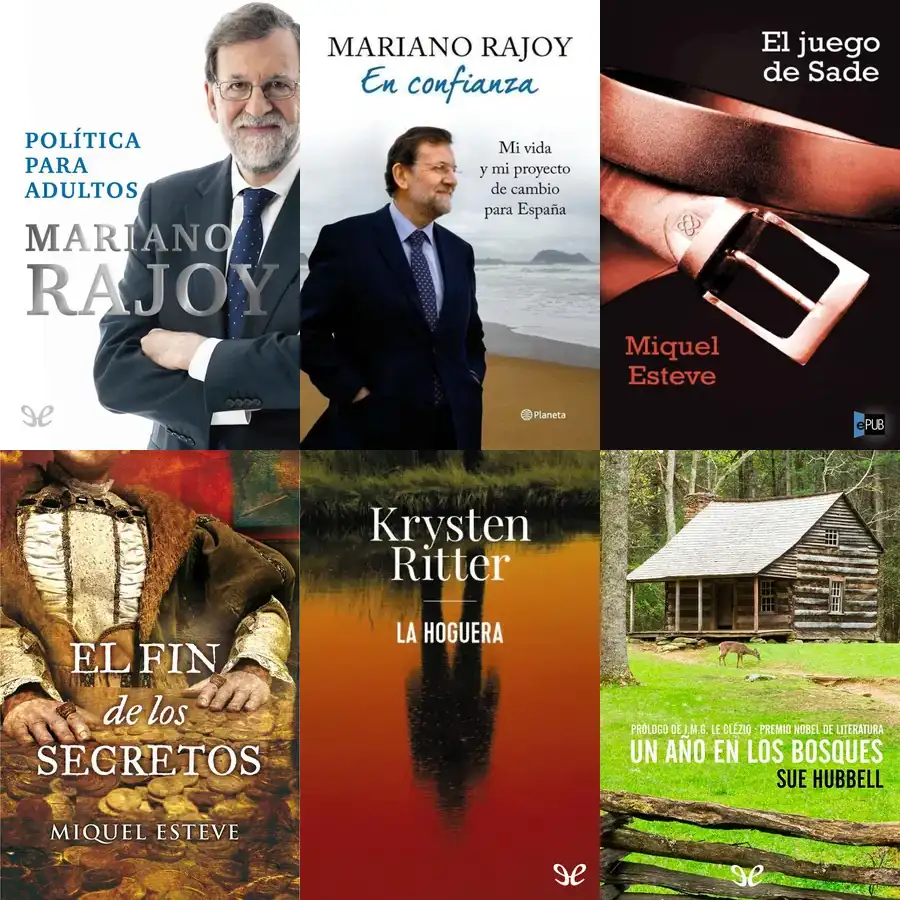 POLÍTICA
PARA
ADULTOS
MARIANO
RAJOY
MARIANO RAJOY
En confianza
Mi vida
y mi proyecto
de cambio
para España
Planeta
El juego
de Sade
Miquel
Esteve
ePUB
EL FIN
de los
SECRETOS
MIQUEL ESTEVE
Krysten
Ritter
LA HOGUERA
PRÓLOGO DE J.M.G. LE CLÉZIO - PREMIO NOBEL DE LITERATURA
UN AÑO EN LOS BOSQUES
SUE HUBBELL